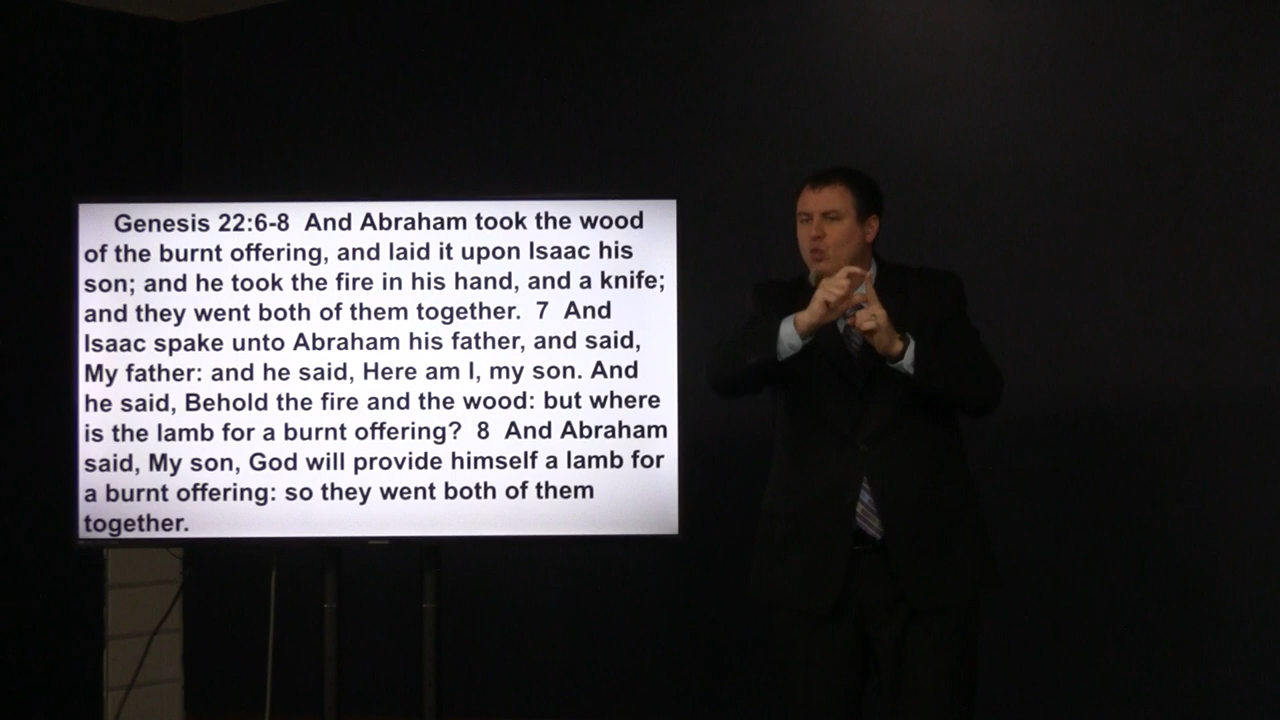 Genesis 22:6-8 And Abraham took the wood
of the burnt offering, and laid it upon Isaac his
son; and he took the fire in his hand, and a knife;
and they went both of them together. 7 And
Isaac spake unto Abraham his father, and said,
My father: and he said, Here am I, my son. And
he said, Behold the fire and the wood: but where
is the lamb for a burnt offering? 8 And Abraham
said, My son, God will provide himself a lamb for
a burnt offering: so they went both of them
together.